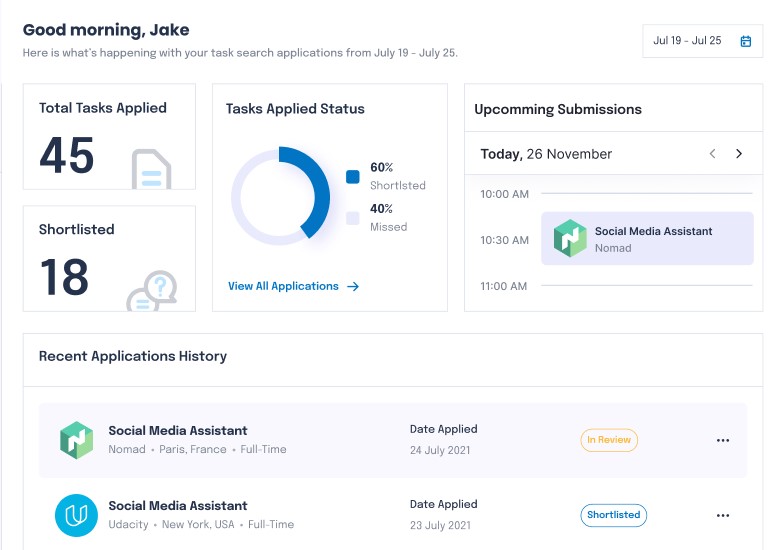 Good morning, Jake
Here is what's happening with your task search applications from July 19 - July 25.
Jul 19 - Jul 25
Total Tasks Applied
45
Shortlisted
18
Tasks Applied Status
60%
Shortlsted
40%
Missed
View All Applications
Upcomming Submissions
Today, 26 November
10:00 AM
10:30 AM
Social Media Assistant
Nomad
11:00 AM
Recent Applications History
Social Media Assistant
Nomad • Paris, France • Full-Time
Date Applied
24 July 2021
In Review
Social Media Assistant
Udacity • New York, USA • Full-Time
Date Applied
23 July 2021
Shortlisted